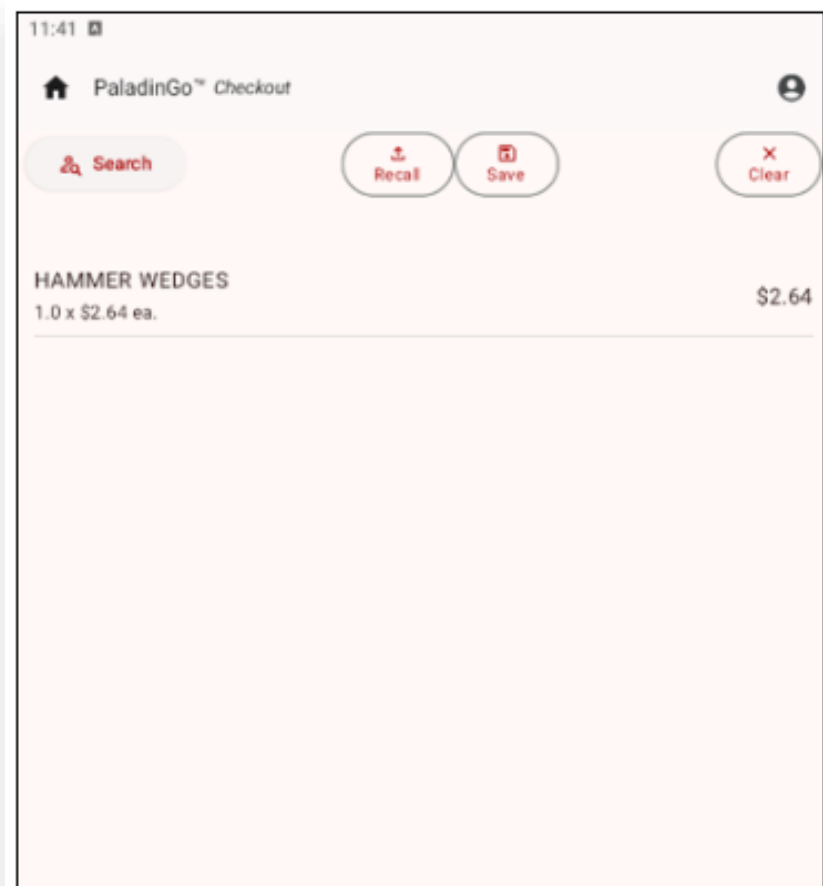 11:41
PaladinGo™ Checkout
Search
Recall
Save
Clear
HAMMER WEDGES
$2.64
1.0 x $2.64 ea.